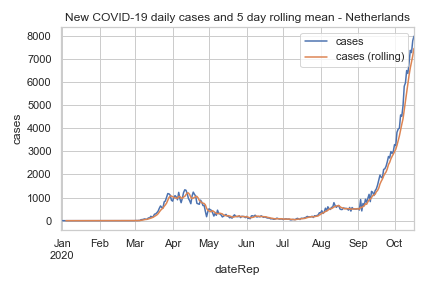 New COVID-19 daily cases and 5 day rolling mean - Netherlands
cases
cases (rolling)
8000
7000
6000
5000
4000
3000
2000
1000
0
cases
Jan Feb Mar Apr May Jun Jul Aug Sep Oct
2020
dateRep